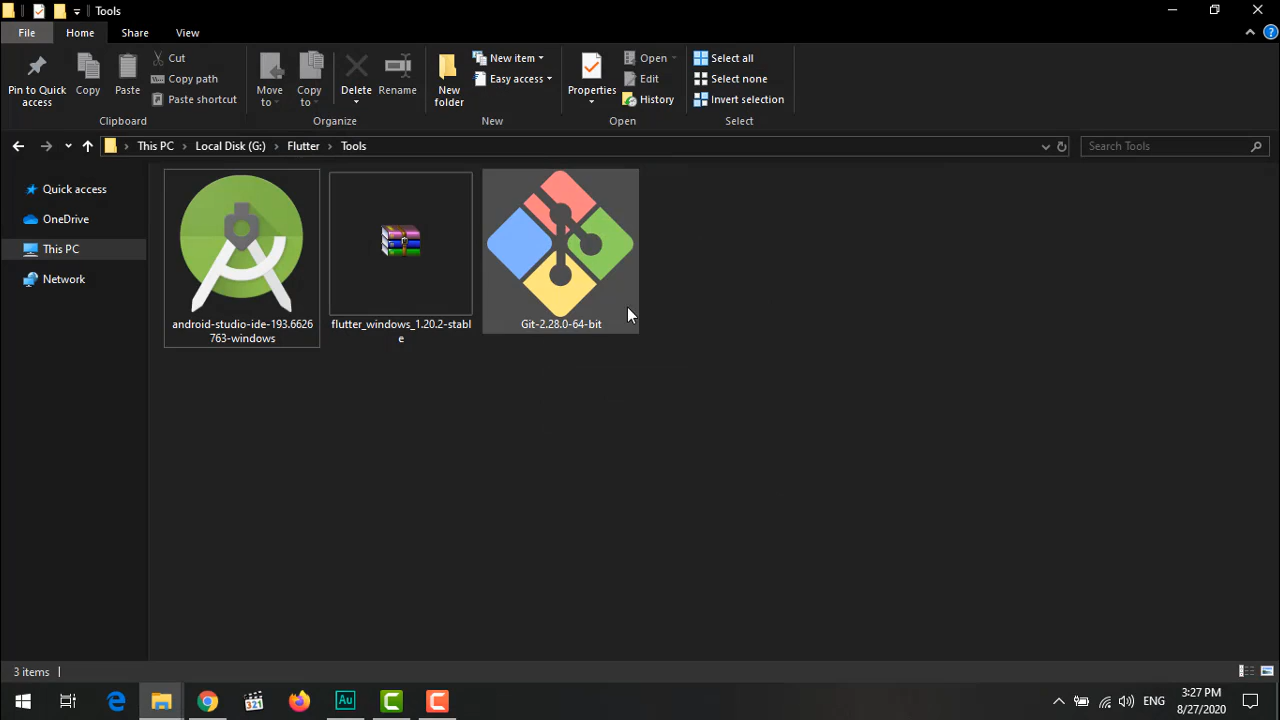 Tools
File Home Share View
Pin to Quick access
Copy
Paste
Cut
Copy path
Paste shortcut
Clipboard
Move to
Copy to
Delete
Rename
Organize
New folder
New item
Easy access
New
Properties
Open
Edit
History
Open
Select all
Select none
Invert selection
Select
This PC Local Disk (G:) Flutter Tools
Search Tools
Quick access
OneDrive
This PC
Network
android-studio-ide-193.6626
763-windows
flutter_windows_1.20.2-stabl
e
Git-2.28.0-64-bit
3 items
321
Au
C
C
ENG
3:27 PM
8/27/2020